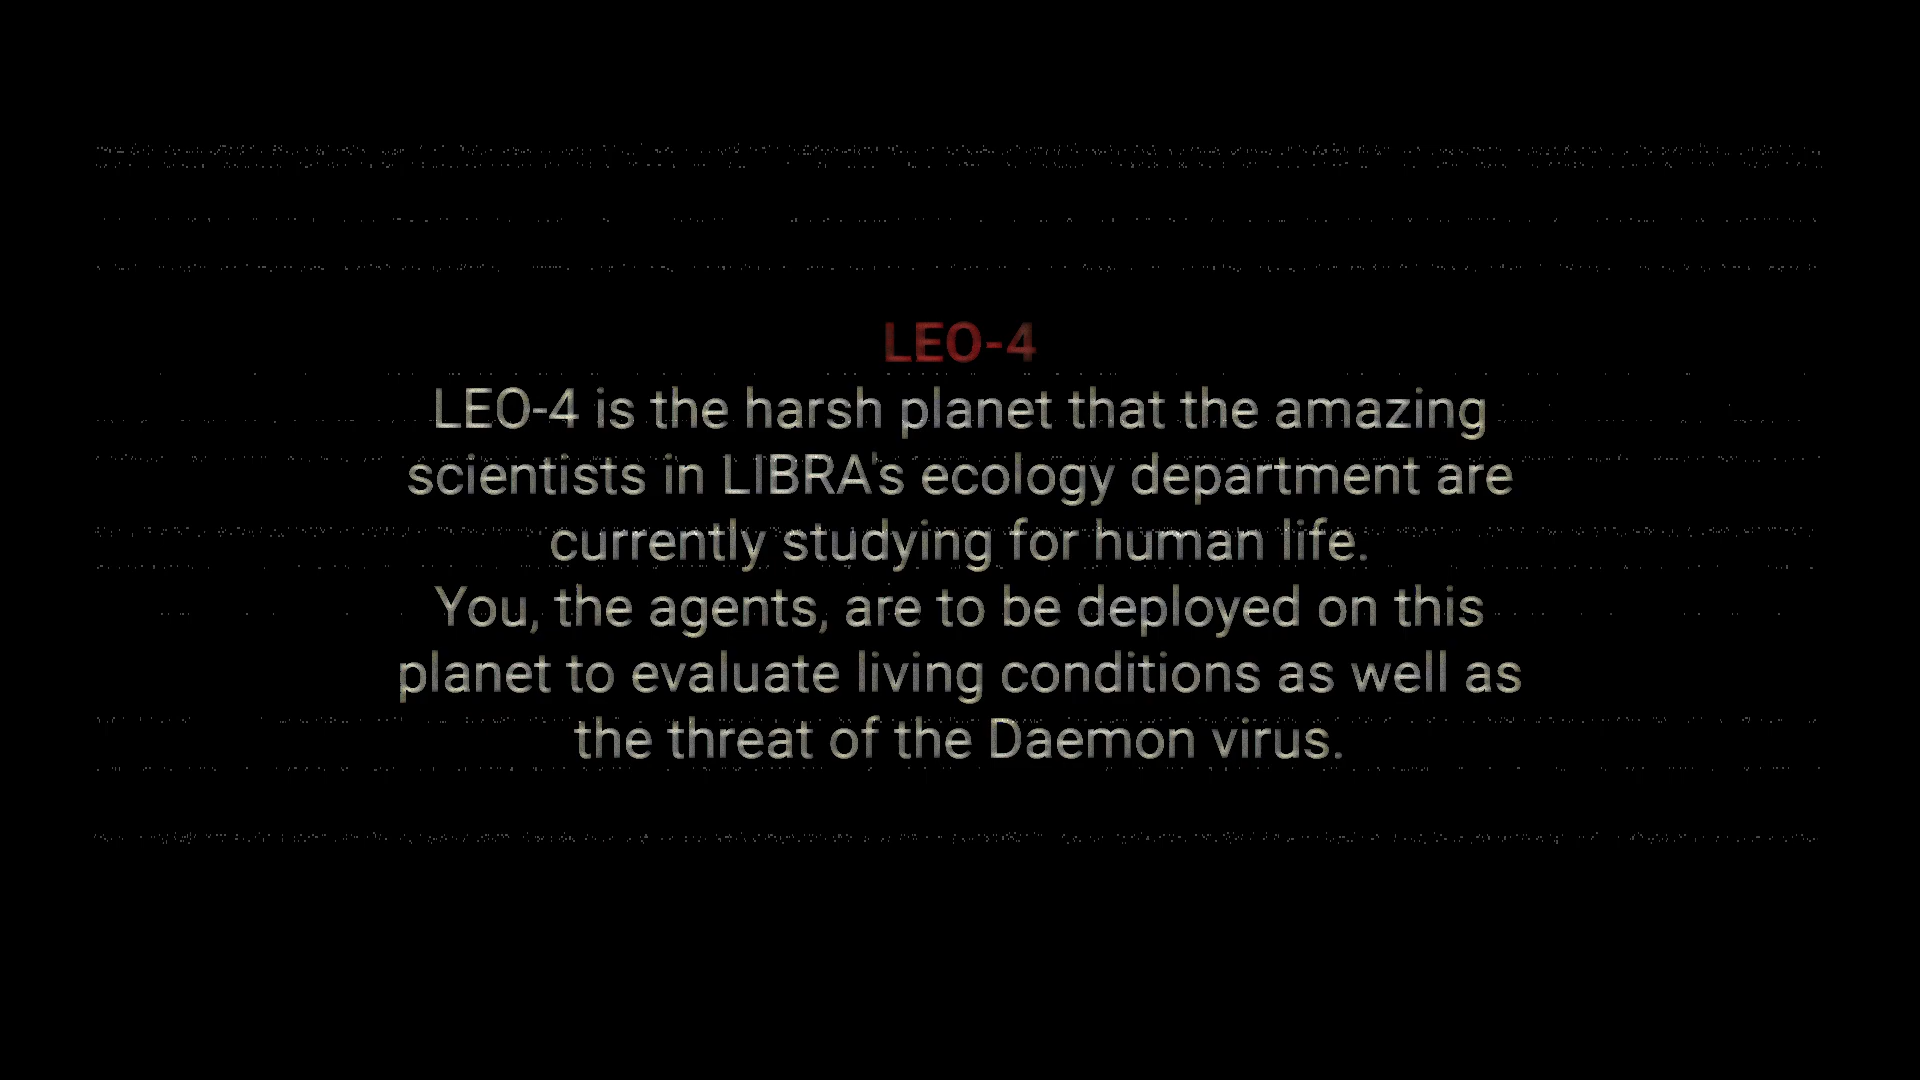 LEO-4
LEO-4 is the harsh planet that the amazing
scientists in LIBRA's ecology department are
currently studying for human life.
You, the agents, are to be deployed on this
planet to evaluate living conditions as well as
the threat of the Daemon virus.